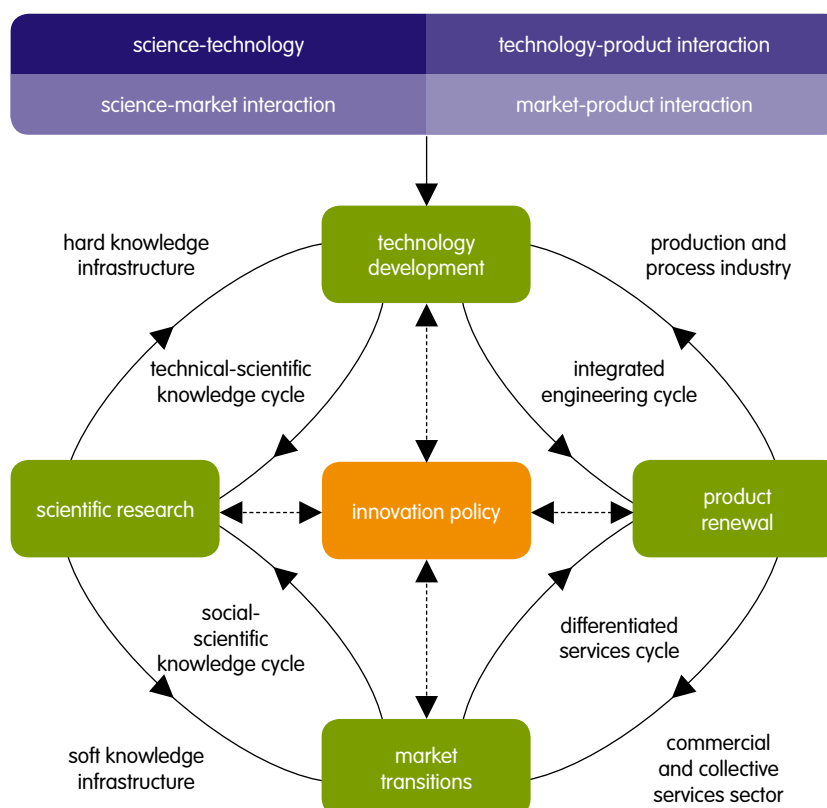 science-technology
technology-product interaction
science-market interaction
market-product interaction
hard knowledge
infrastructure
technology
development
production and
process industry
technical-scientific
knowledge cycle
integrated
engineering cycle
scientific research
innovation policy
product
renewal
social-
scientific
knowledge cycle
differentiated
services cycle
soft knowledge
infrastructure
market
transitions
commercial
and collective
services sector